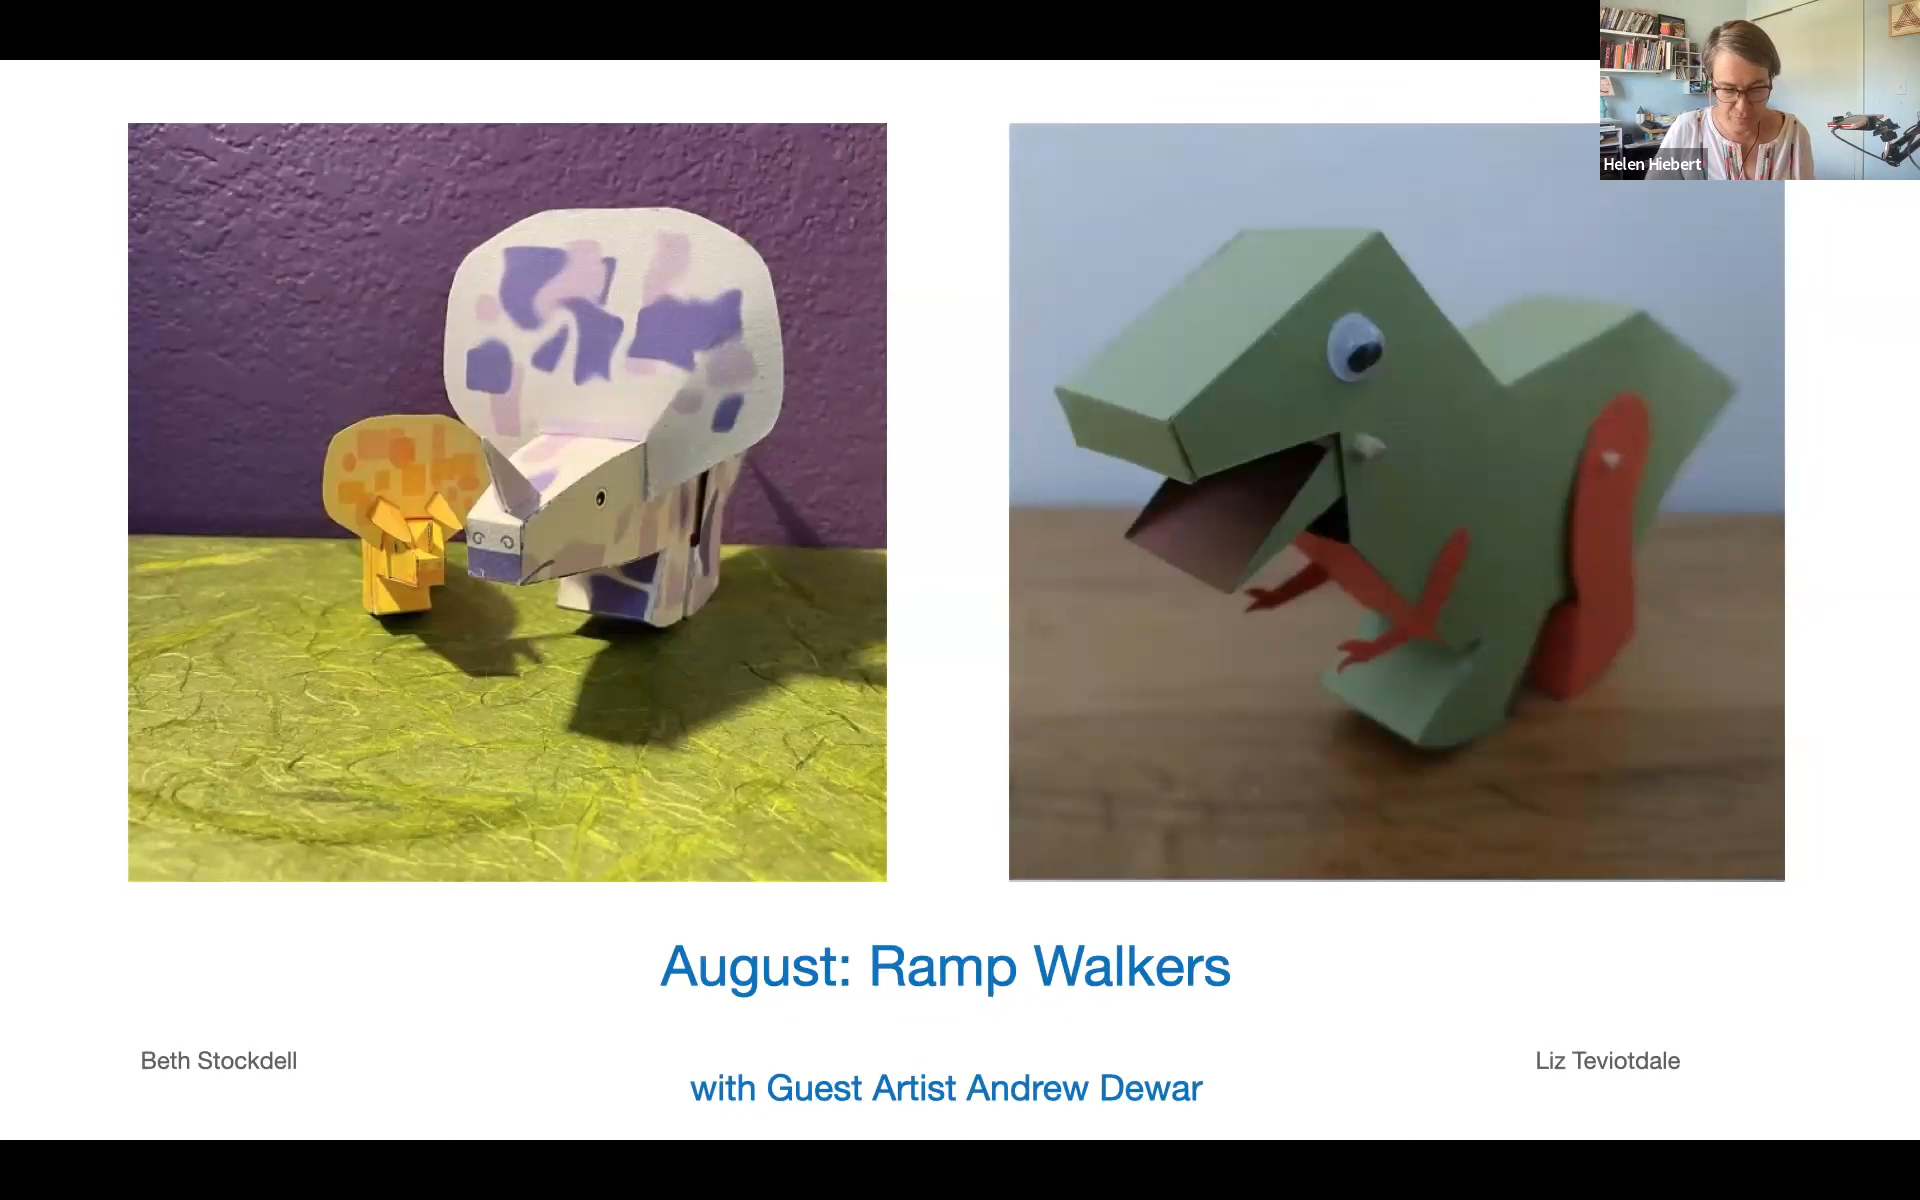 Helen Hiebert
August: Ramp Walkers
Beth Stockdell
Liz Teviotdale
with Guest Artist Andrew Dewar